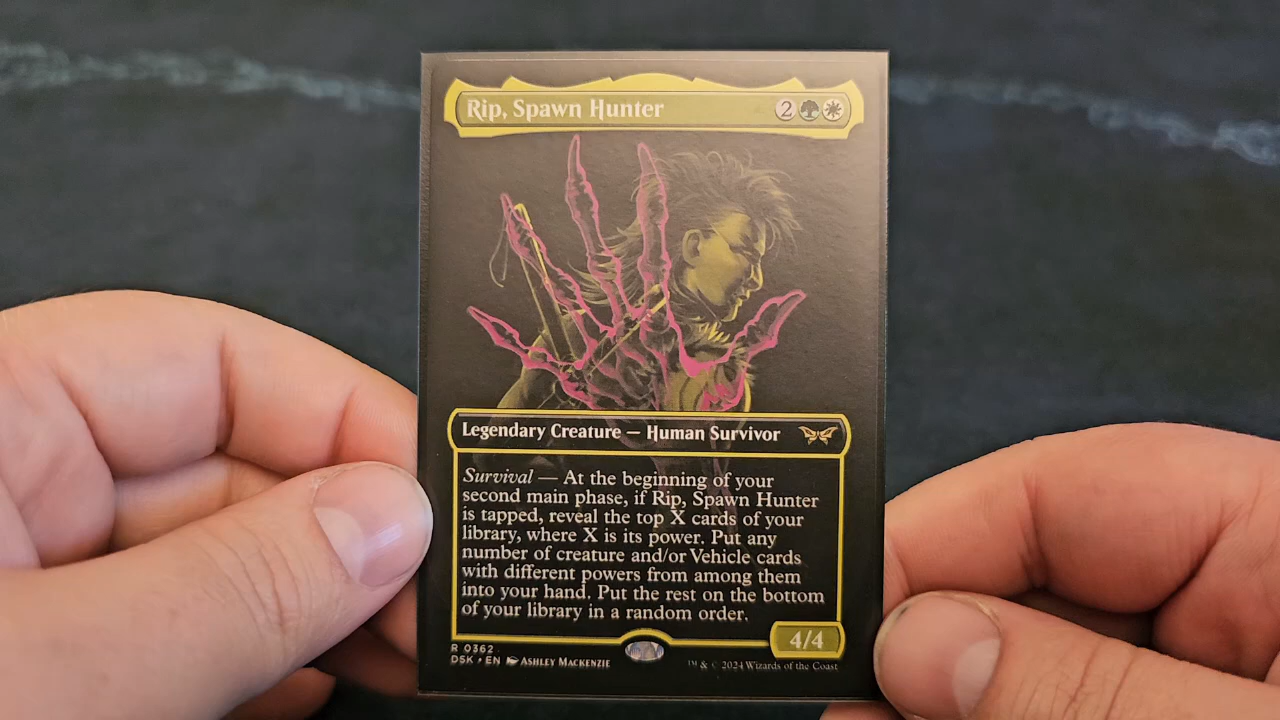 Rip, Spawn Hunter 2
Legendary Creature — Human Survivor
Survival — At the beginning of your
second main phase, if Rip, Spawn Hunter
is tapped, reveal the top X cards of your
library, where X is its power. Put any
number of creature and/or Vehicle cards
with different powers from among them
into your hand. Put the rest on the bottom
of your library in a random order.
4/4
R 0362
DSK • EN ASHLEY MACKENZIE
™ & © 2024 Wizards of the Coast